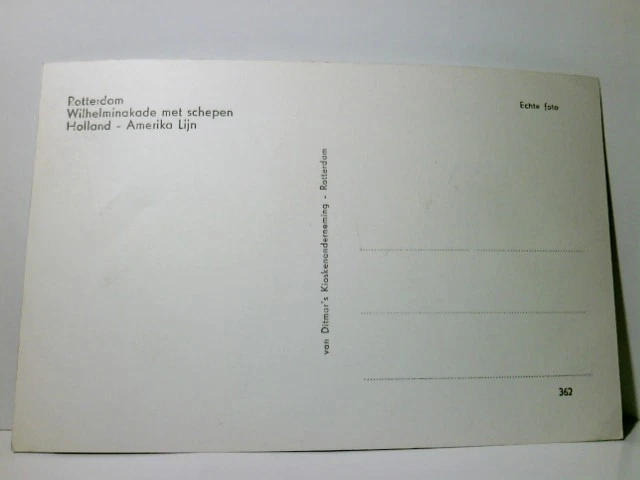 Rotterdam
Wilhelminakade met schepen
Holland - Amerika Lijn
Echte foto
van Ditmar's Kioskenonderneming - Rotterdam
362